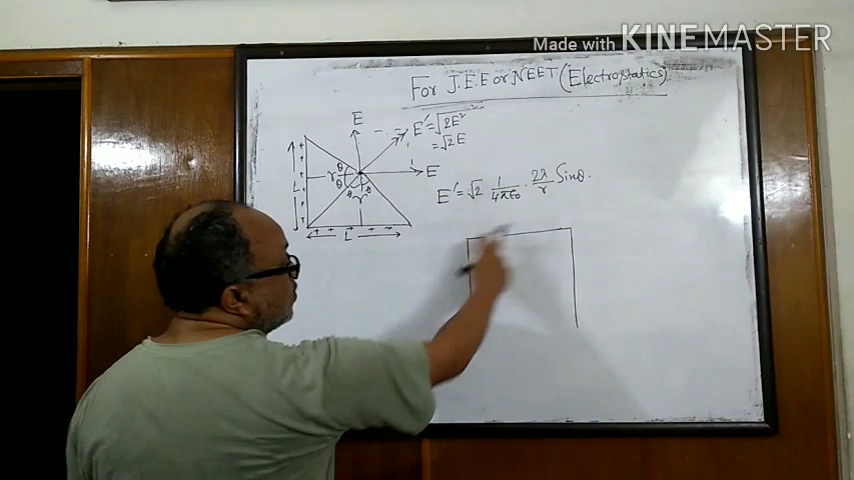 Made with KINEMASTER
For J.E.E or NEET (Electrostatics)
E
E' = √2E²
= √2 E
E
θ
r
θ
L
θ θ
r
L
+ + + + +
E' = √2 1/4πε₀ · 2λ/r Sinθ.